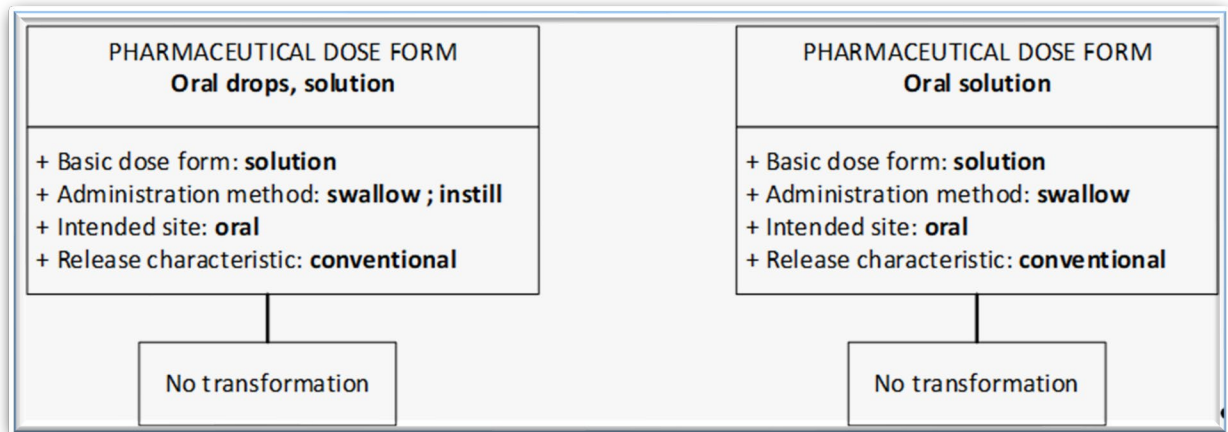 PHARMACEUTICAL DOSE FORM
Oral drops, solution
+ Basic dose form: solution
+ Administration method: swallow ; instill
+ Intended site: oral
+ Release characteristic: conventional
No transformation
PHARMACEUTICAL DOSE FORM
Oral solution
+ Basic dose form: solution
+ Administration method: swallow
+ Intended site: oral
+ Release characteristic: conventional
No transformation